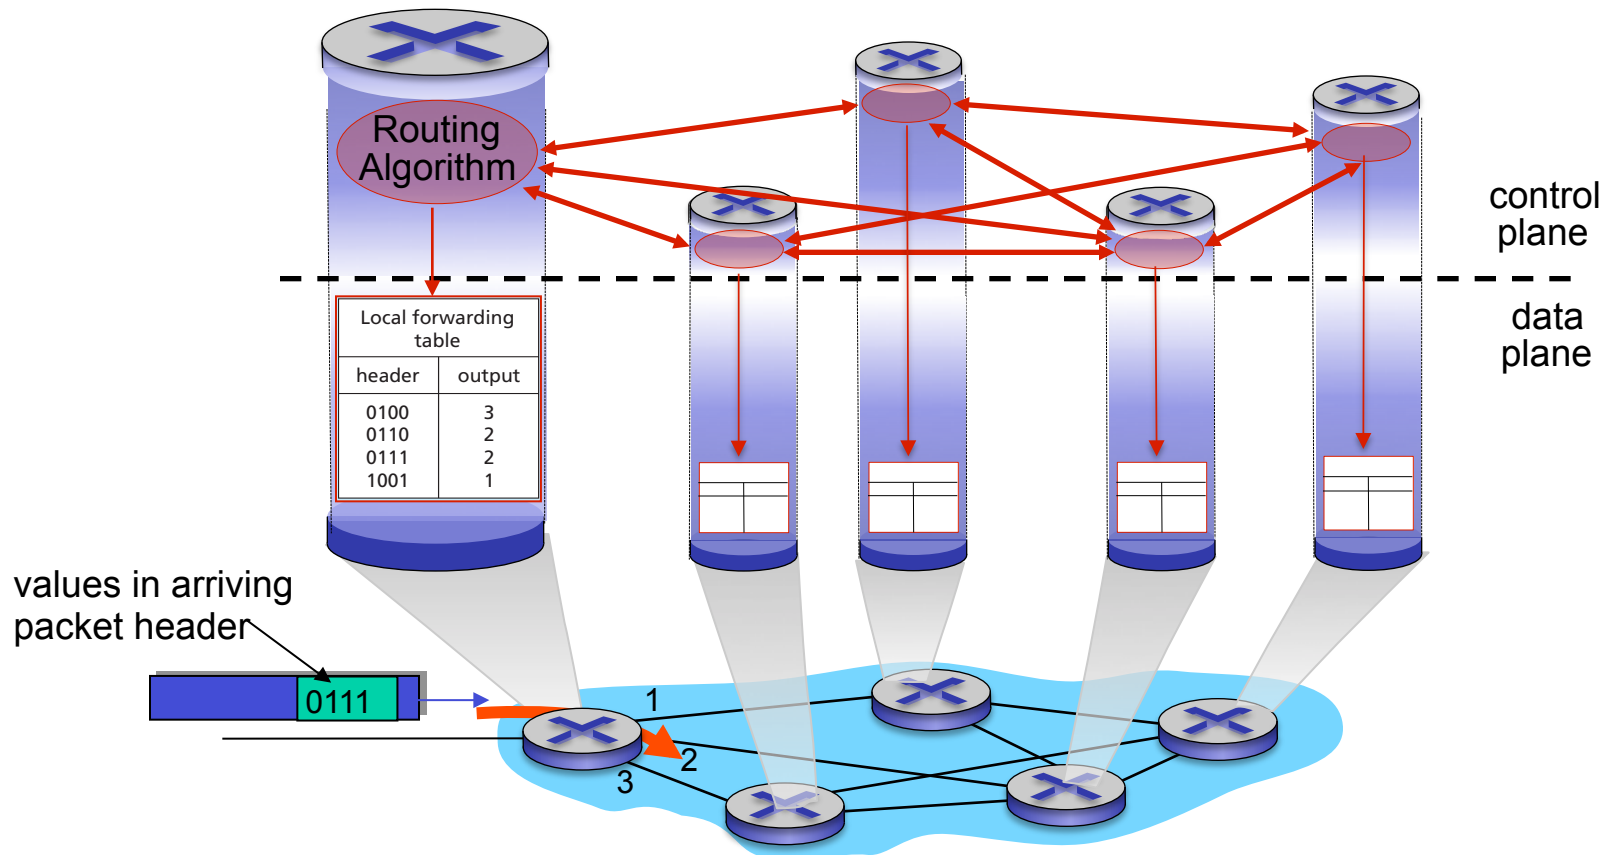 Routing
Algorithm
control
plane
data
plane
Local forwarding
table
header output
0100 3
0110 2
0111 2
1001 1
values in arriving
packet header
0111
1
2
3